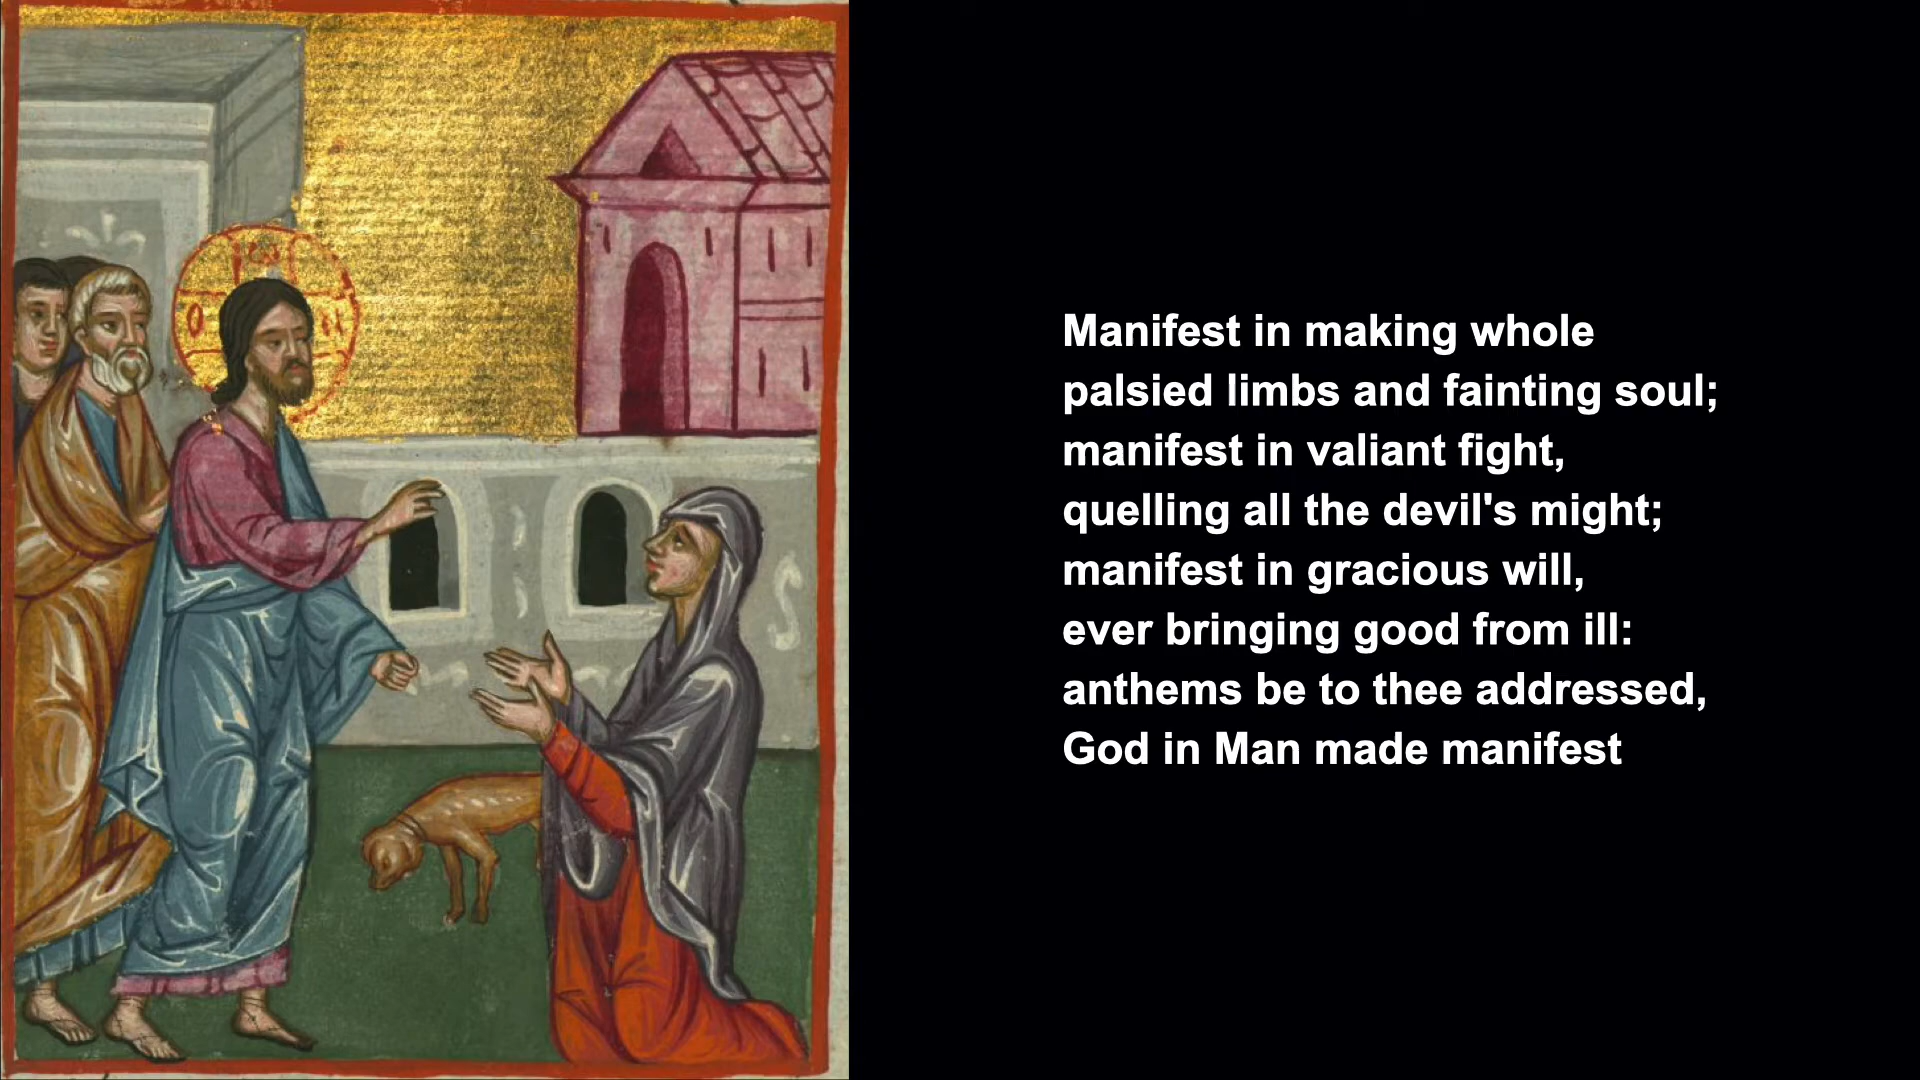 Ο Ω Ν
Manifest in making whole
palsied limbs and fainting soul;
manifest in valiant fight,
quelling all the devil's might;
manifest in gracious will,
ever bringing good from ill:
anthems be to thee addressed,
God in Man made manifest